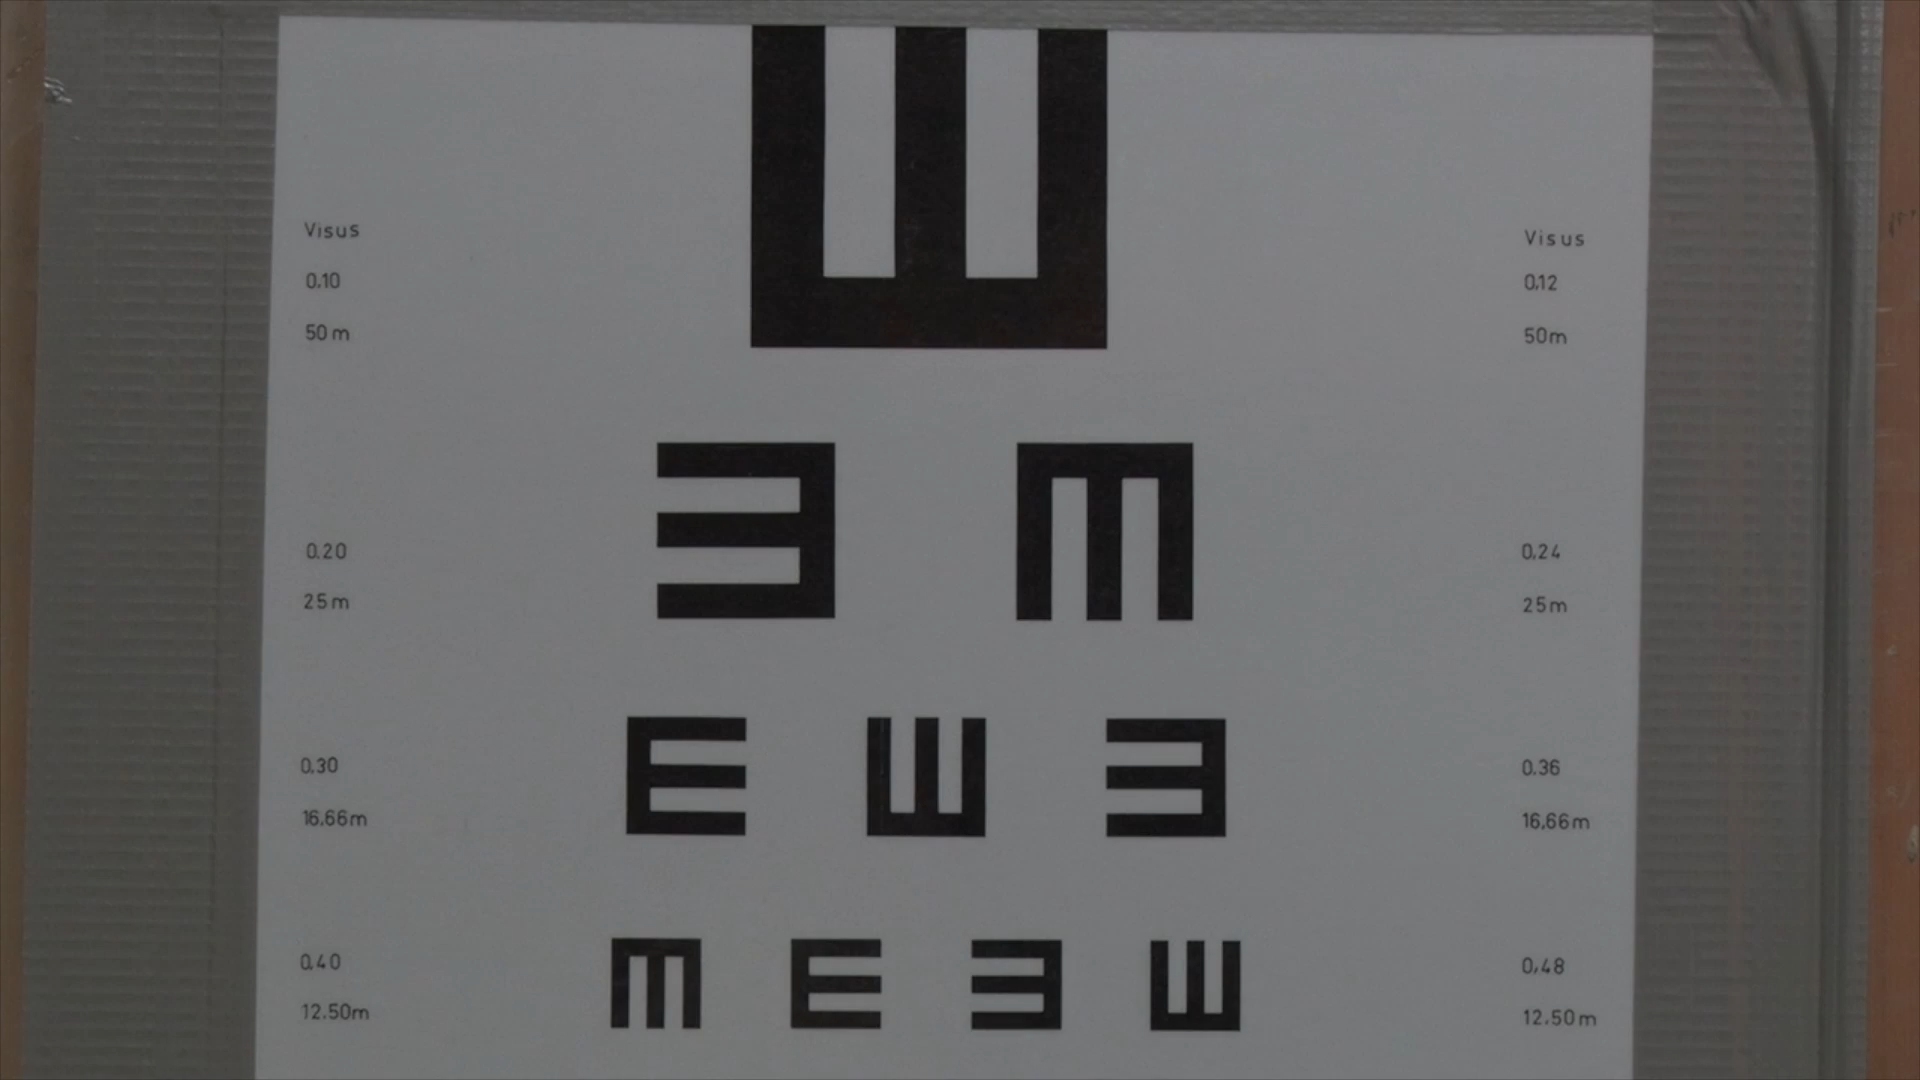 Visus Visus
0,10 0,12
50 m 50m
E
E E
0.20 0,24
25 m 25m
E E E
0,30 0.36
16,66m 16,66m
E E E E
0,40 0,48
12.50m 12.50m